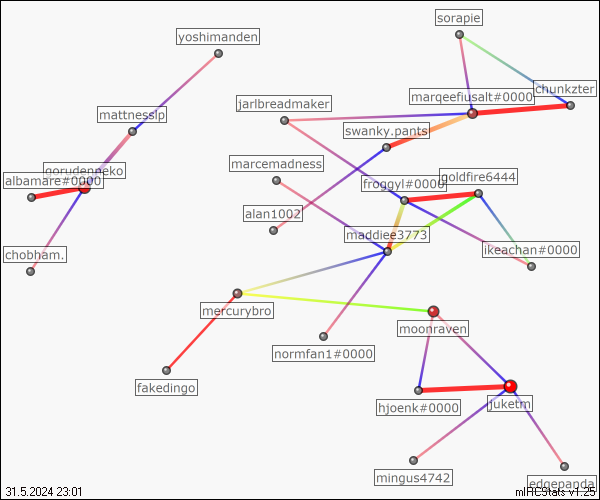 sorapie
yoshimanden
chunkzter
marqeefiusalt#0000
jarlbreadmaker
mattnesslp
swanky.pants
marcemadness
gorudenneko
albamare#0000
goldfire6444
froggyl#0000
alan1002
maddiee3773
chobham.
ikeachan#0000
mercurybro
moonraven
normfan1#0000
fakedingo
juketm
hjoenk#0000
mingus4742
edgepanda
31.5.2024 23:01
mIRCStats v1.25